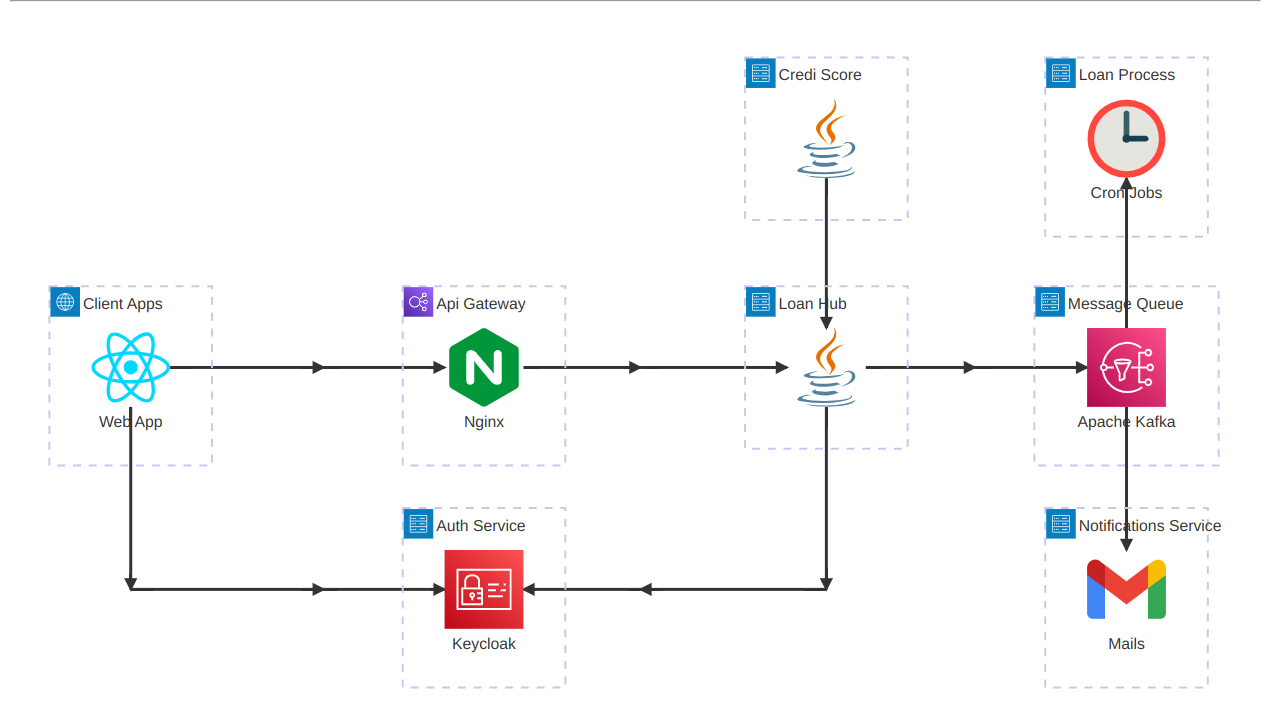 Credi Score
Loan Process
Cron Jobs
Client Apps
Api Gateway
Loan Hub
Message Queue
N
Web App
Nginx
Apache Kafka
Auth Service
Notifications Service
Keycloak
Mails